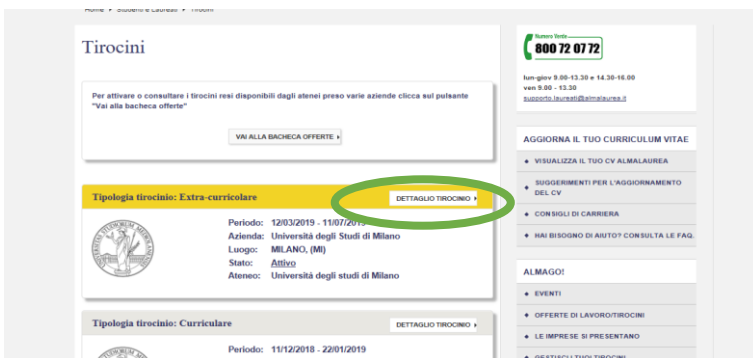 Home ▸ Studenti e Laureati ▸ Tirocini
Tirocini
Per attivare o consultare i tirocini resi disponibili dagli atenei preso varie aziende clicca sul pulsante
"Vai alla bacheca offerte"
VAI ALLA BACHECA OFFERTE
Tipologia tirocinio: Extra-curricolare
DETTAGLIO TIROCINIO
Periodo: 12/03/2019 - 11/07/2019
Azienda: Università degli Studi di Milano
Luogo: MILANO, (MI)
Stato: Attivo
Ateneo: Università degli studi di Milano
Tipologia tirocinio: Curriculare
DETTAGLIO TIROCINIO
Periodo: 11/12/2018 - 22/01/2019
Numero Verde
800 72 07 72
lun-giov 9.00-13.30 e 14.30-16.00
ven 9.00 - 13.30
supporto.laureati@almalaurea.it
AGGIORNA IL TUO CURRICULUM VITAE
VISUALIZZA IL TUO CV ALMALAUREA
SUGGERIMENTI PER L'AGGIORNAMENTO
DEL CV
CONSIGLI DI CARRIERA
HAI BISOGNO DI AIUTO? CONSULTA LE FAQ.
ALMAGO!
EVENTI
OFFERTE DI LAVORO/TIROCINI
LE IMPRESE SI PRESENTANO
GESTISCI I TUOI TIROCINI